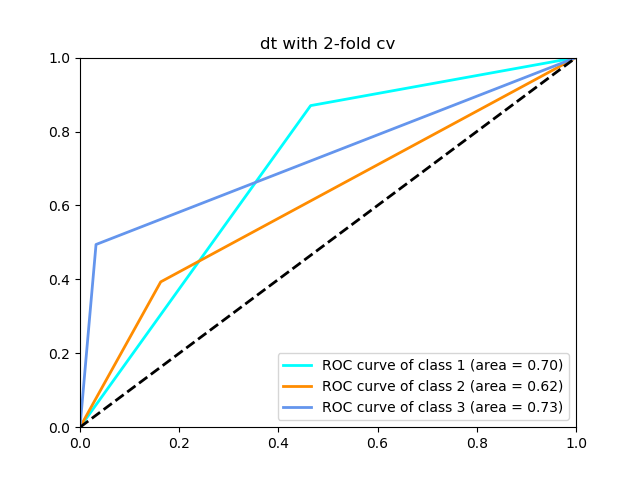 dt with 2-fold cv
1.0
0.8
0.6
0.4
0.2
0.0
ROC curve of class 1 (area = 0.70)
ROC curve of class 2 (area = 0.62)
ROC curve of class 3 (area = 0.73)
0.0 0.2 0.4 0.6 0.8 1.0